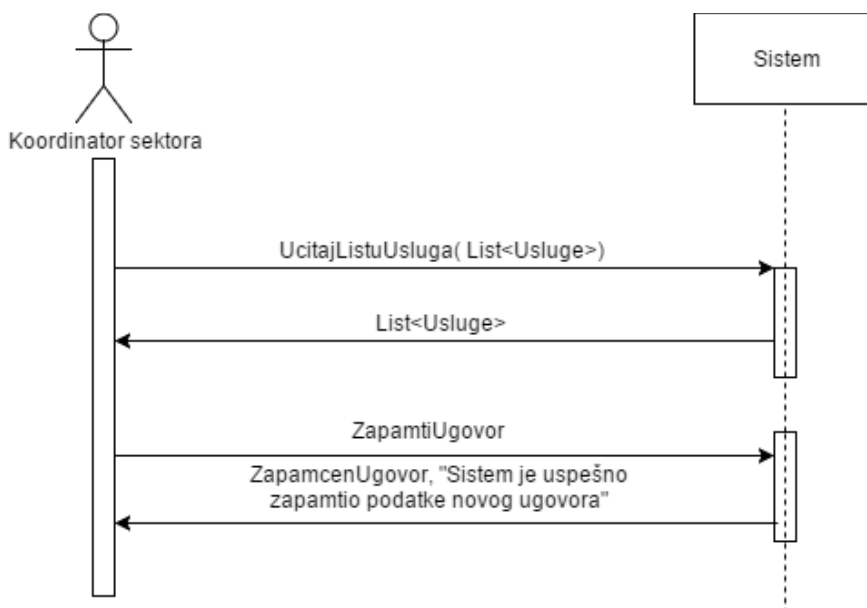 Sistem
Koordinator sektora
UcitajListuUsluga( List<Usluge>)
List<Usluge>
ZapamtiUgovor
ZapamcenUgovor, "Sistem je uspešno
zapamtio podatke novog ugovora"